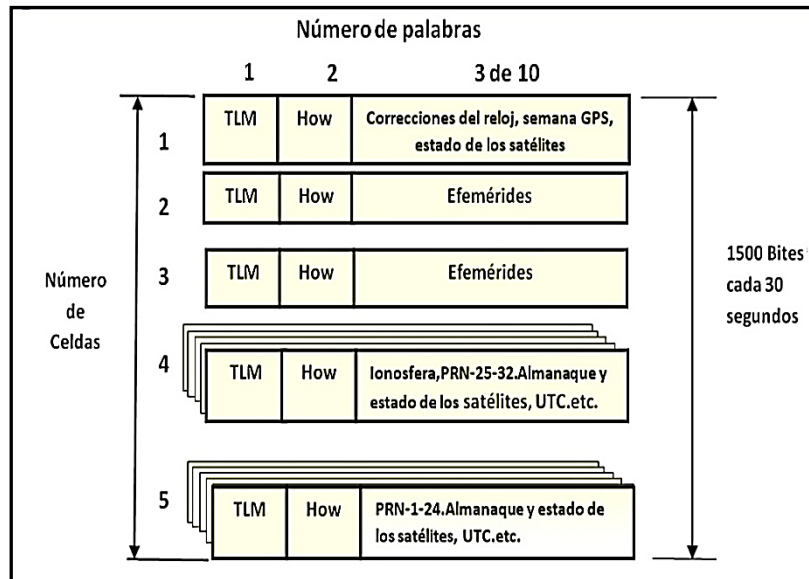 Número de palabras
1 2 3 de 10
1
TLM How Correcciones del reloj, semana GPS,
estado de los satélites
2
TLM How Efemérides
3
TLM How Efemérides
Número
de
Celdas
1500 Bites
cada 30
segundos
4
TLM How Ionosfera,PRN-25-32.Almanaque y
estado de los satélites, UTC.etc.
5
TLM How PRN-1-24.Almanaque y estado de
los satélites, UTC.etc.